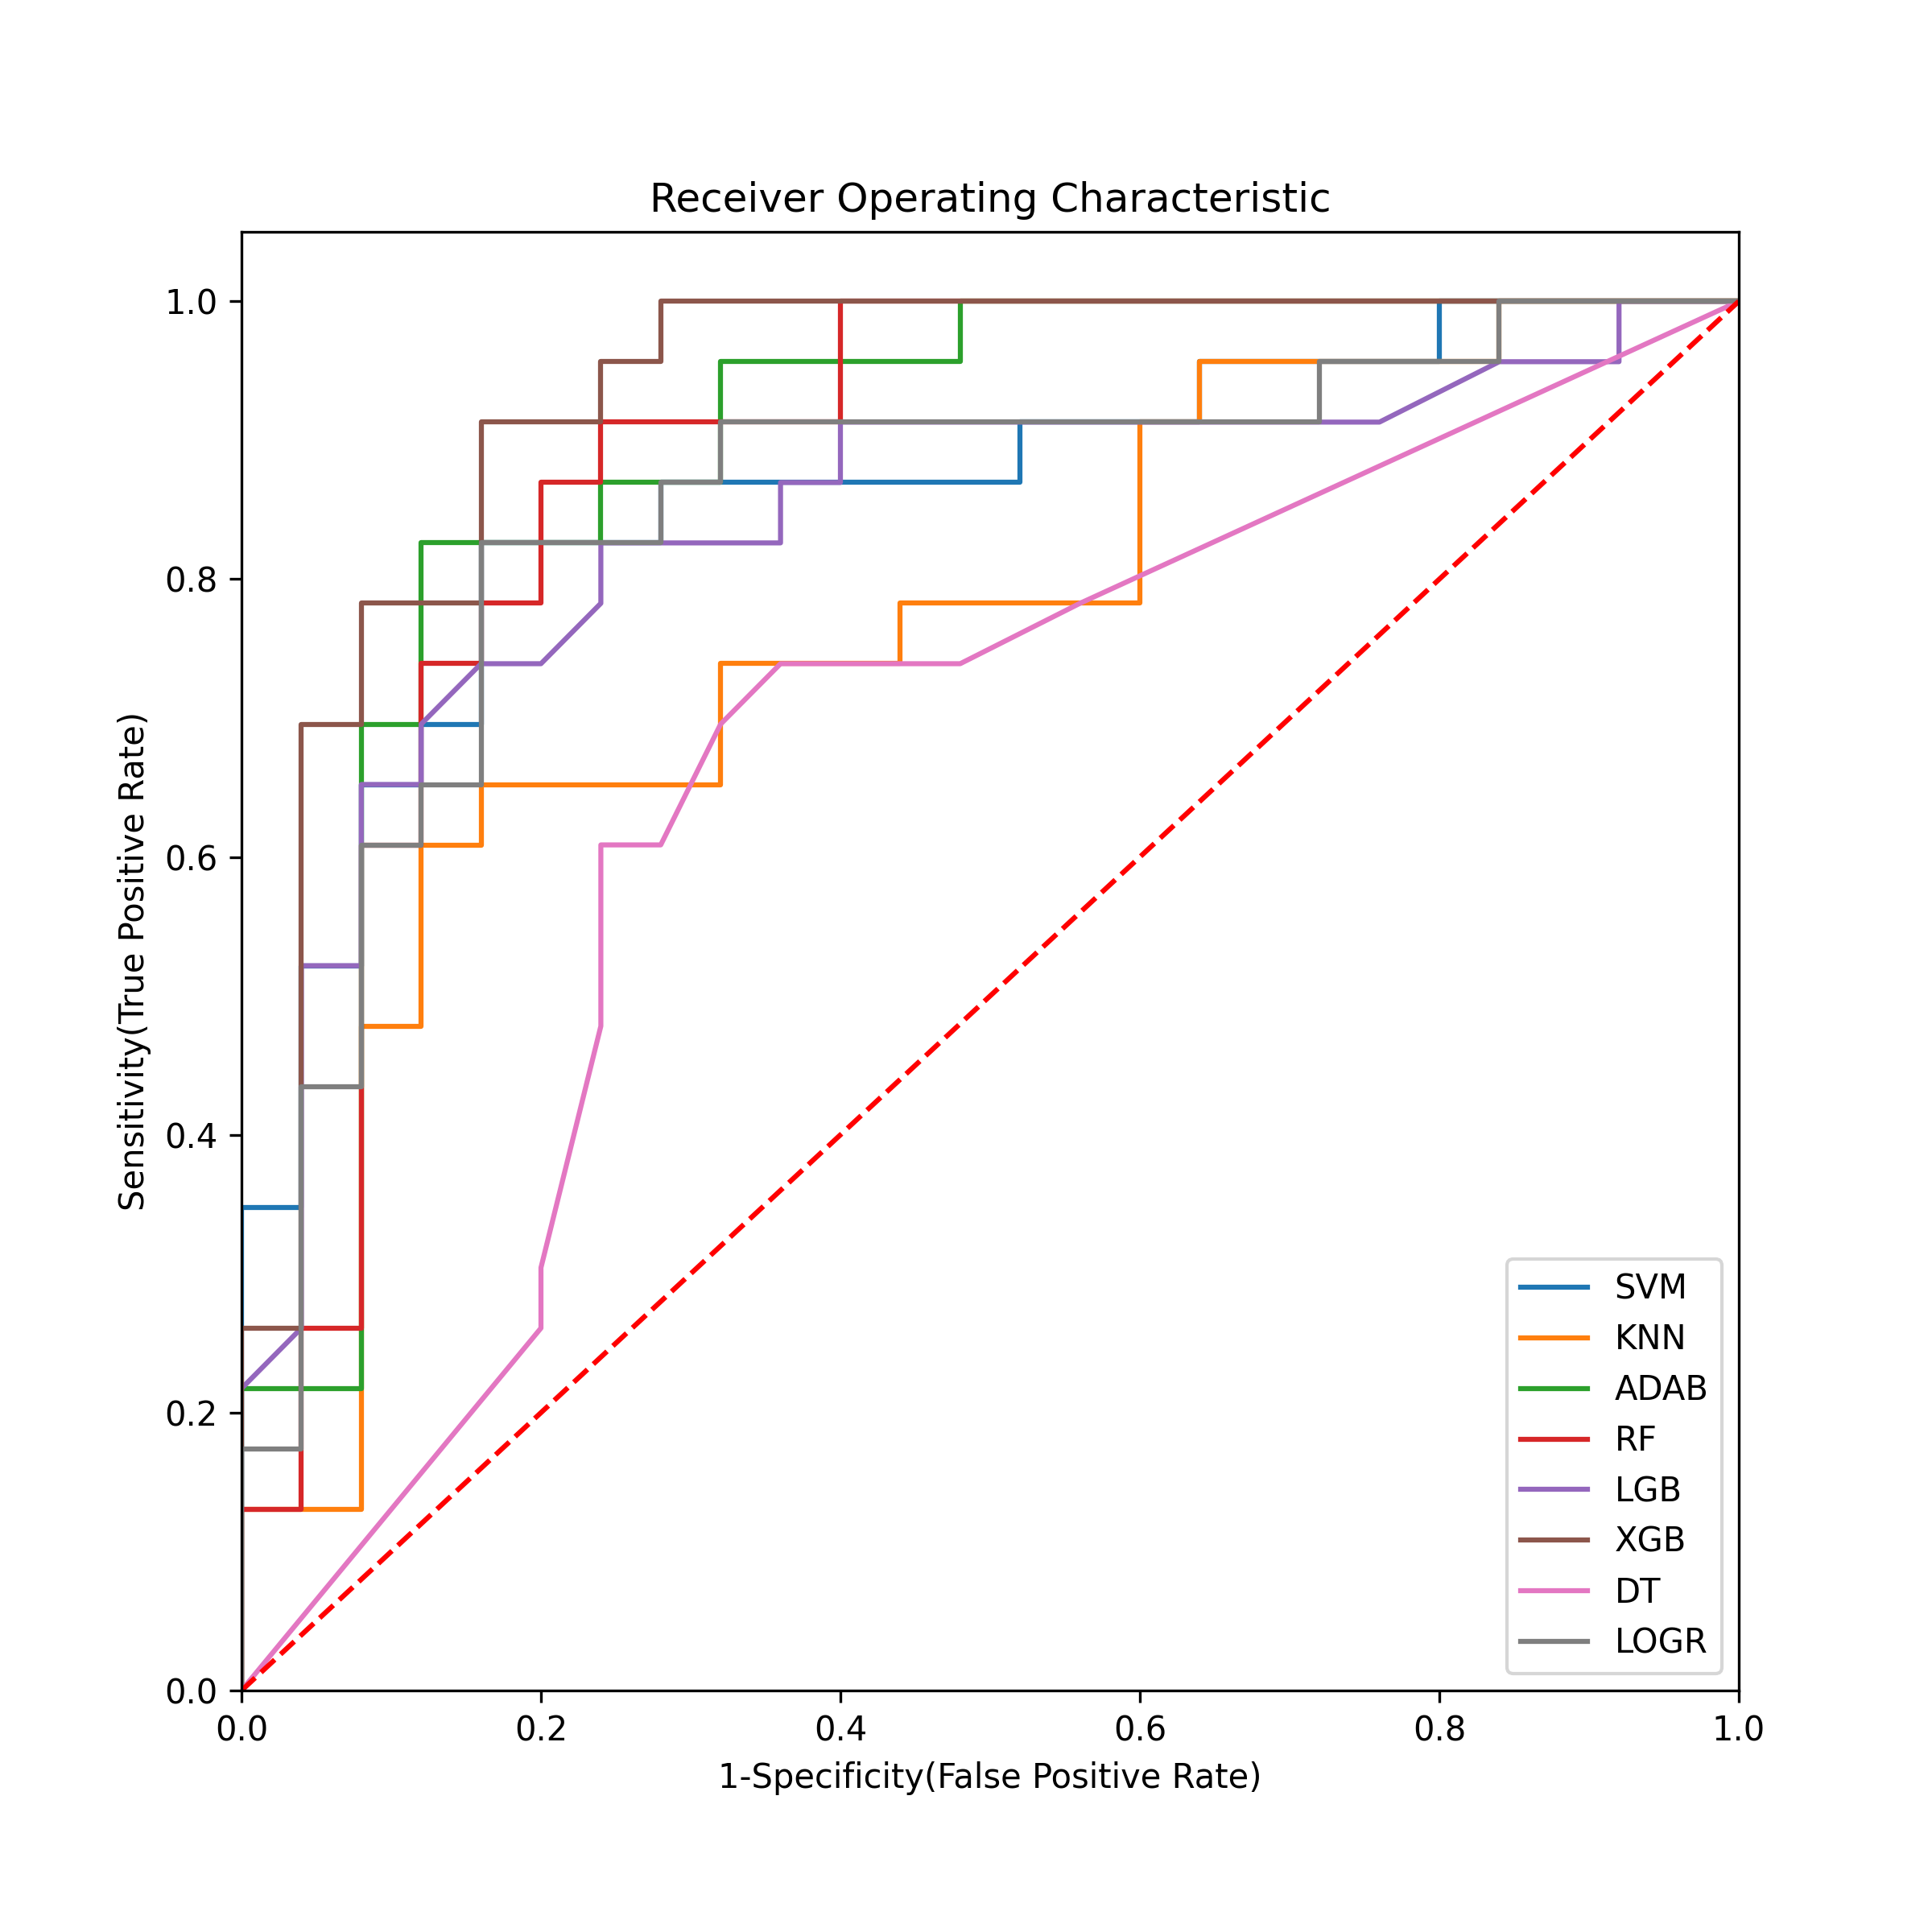 Receiver Operating Characteristic
Sensitivity(True Positive Rate)
1.0
0.8
0.6
0.4
0.2
0.0
0.0 0.2 0.4 0.6 0.8 1.0
1-Specificity(False Positive Rate)
SVM
KNN
ADAB
RF
LGB
XGB
DT
LOGR